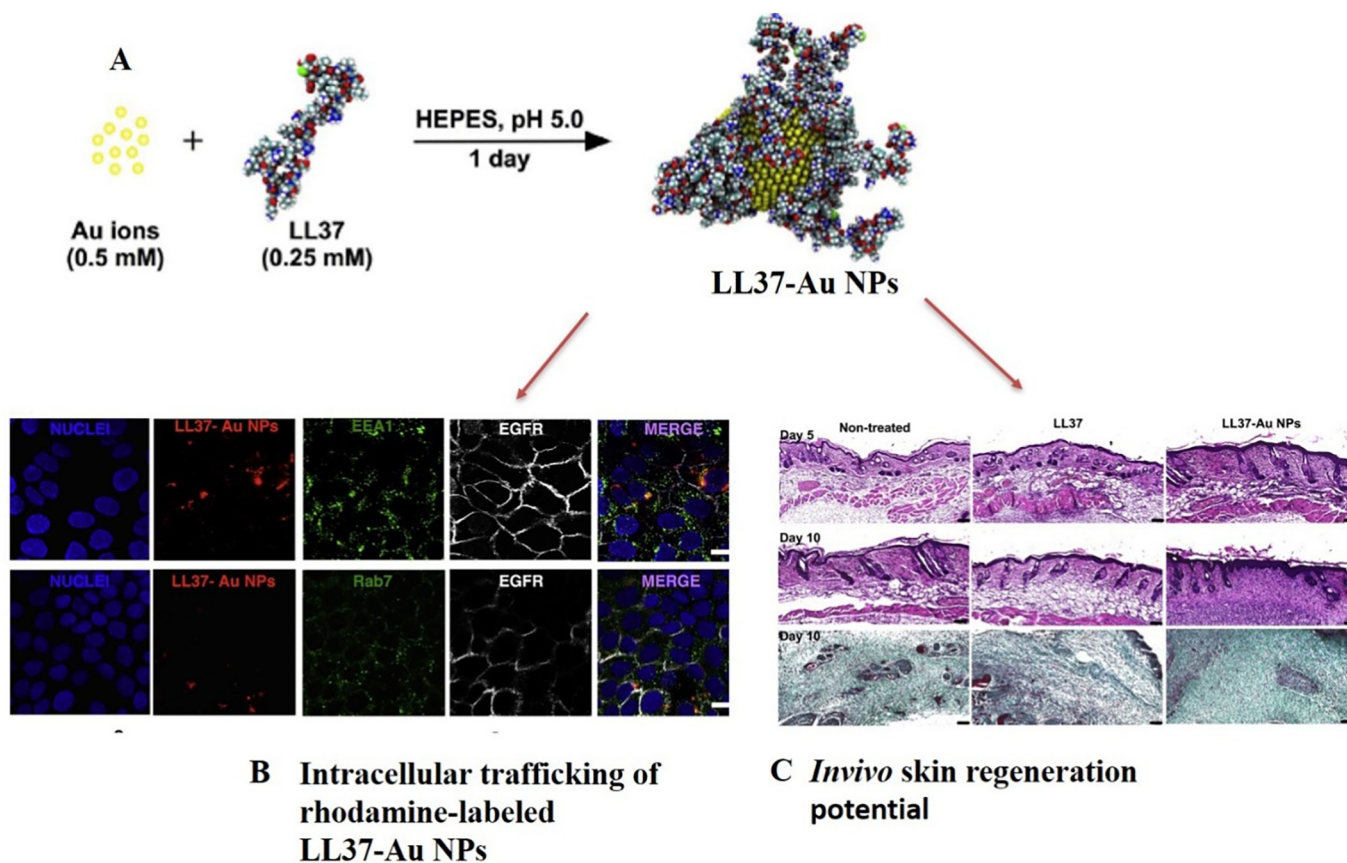 A
+
HEPES, pH 5.0
1 day
Au ions
(0.5 mM)
LL37
(0.25 mM)
LL37-Au NPs
NUCLEI
LL37- Au NPs
EEA1
EGFR
MERGE
NUCLEI
LL37- Au NPs
Rab7
EGFR
MERGE
Non-treated
LL37
LL37-Au NPs
Day 5
Day 10
Day 10
B Intracellular trafficking of
rhodamine-labeled
LL37-Au NPs
C Invivo skin regeneration
potential